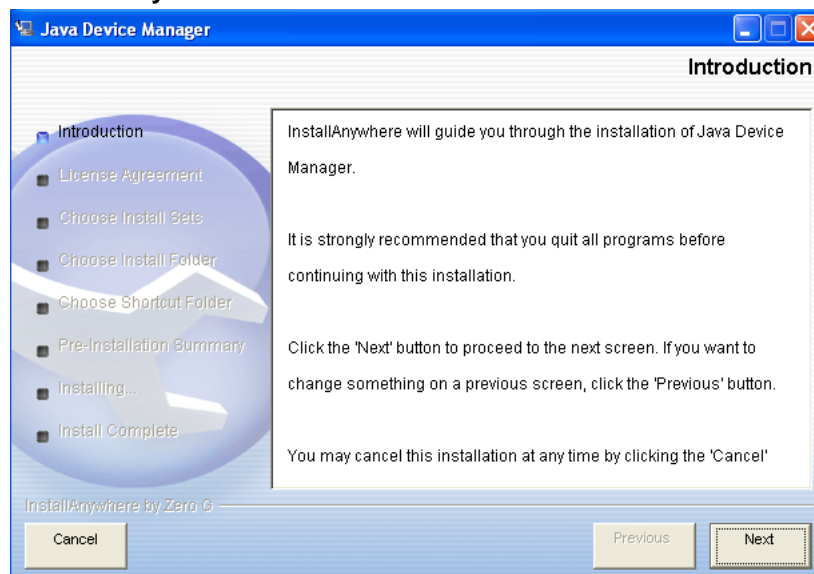 Java Device Manager
Introduction
Introduction
License Agreement
Choose Install Sets
Choose Install Folder
Choose Shortcut Folder
Pre-Installation Summary
Installing...
Install Complete
InstallAnywhere will guide you through the installation of Java Device
Manager.
It is strongly recommended that you quit all programs before
continuing with this installation.
Click the 'Next' button to proceed to the next screen. If you want to
change something on a previous screen, click the 'Previous' button.
You may cancel this installation at any time by clicking the 'Cancel'
InstallAnywhere by Zero G
Cancel
Previous
Next